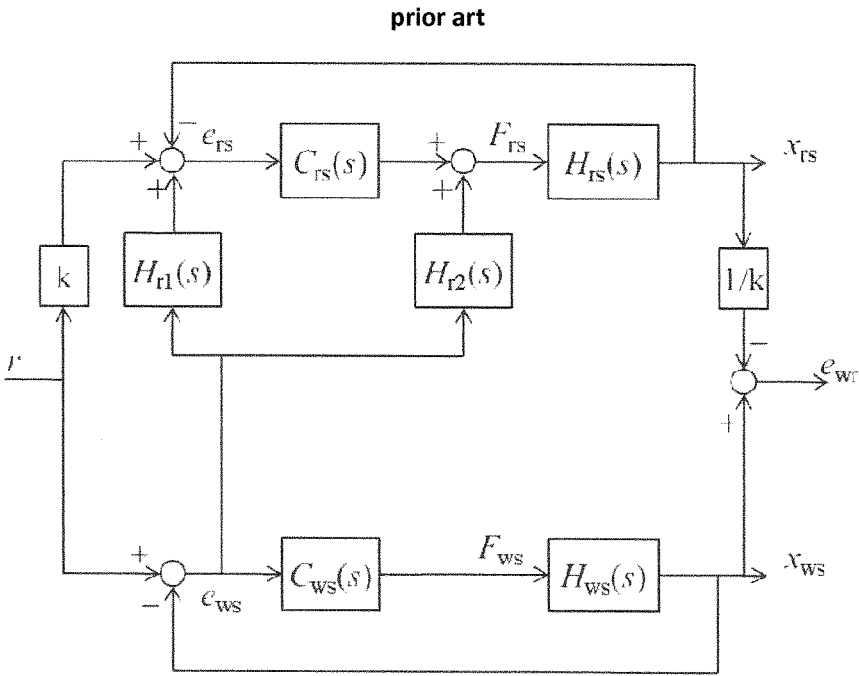 prior art
−
+ e_rs + F_rs x_rs
C_rs(s) H_rs(s)
+ +
k H_r1(s) H_r2(s) 1/k
r −
e_wr
+
+ F_ws x_ws
C_ws(s) H_ws(s)
− e_ws